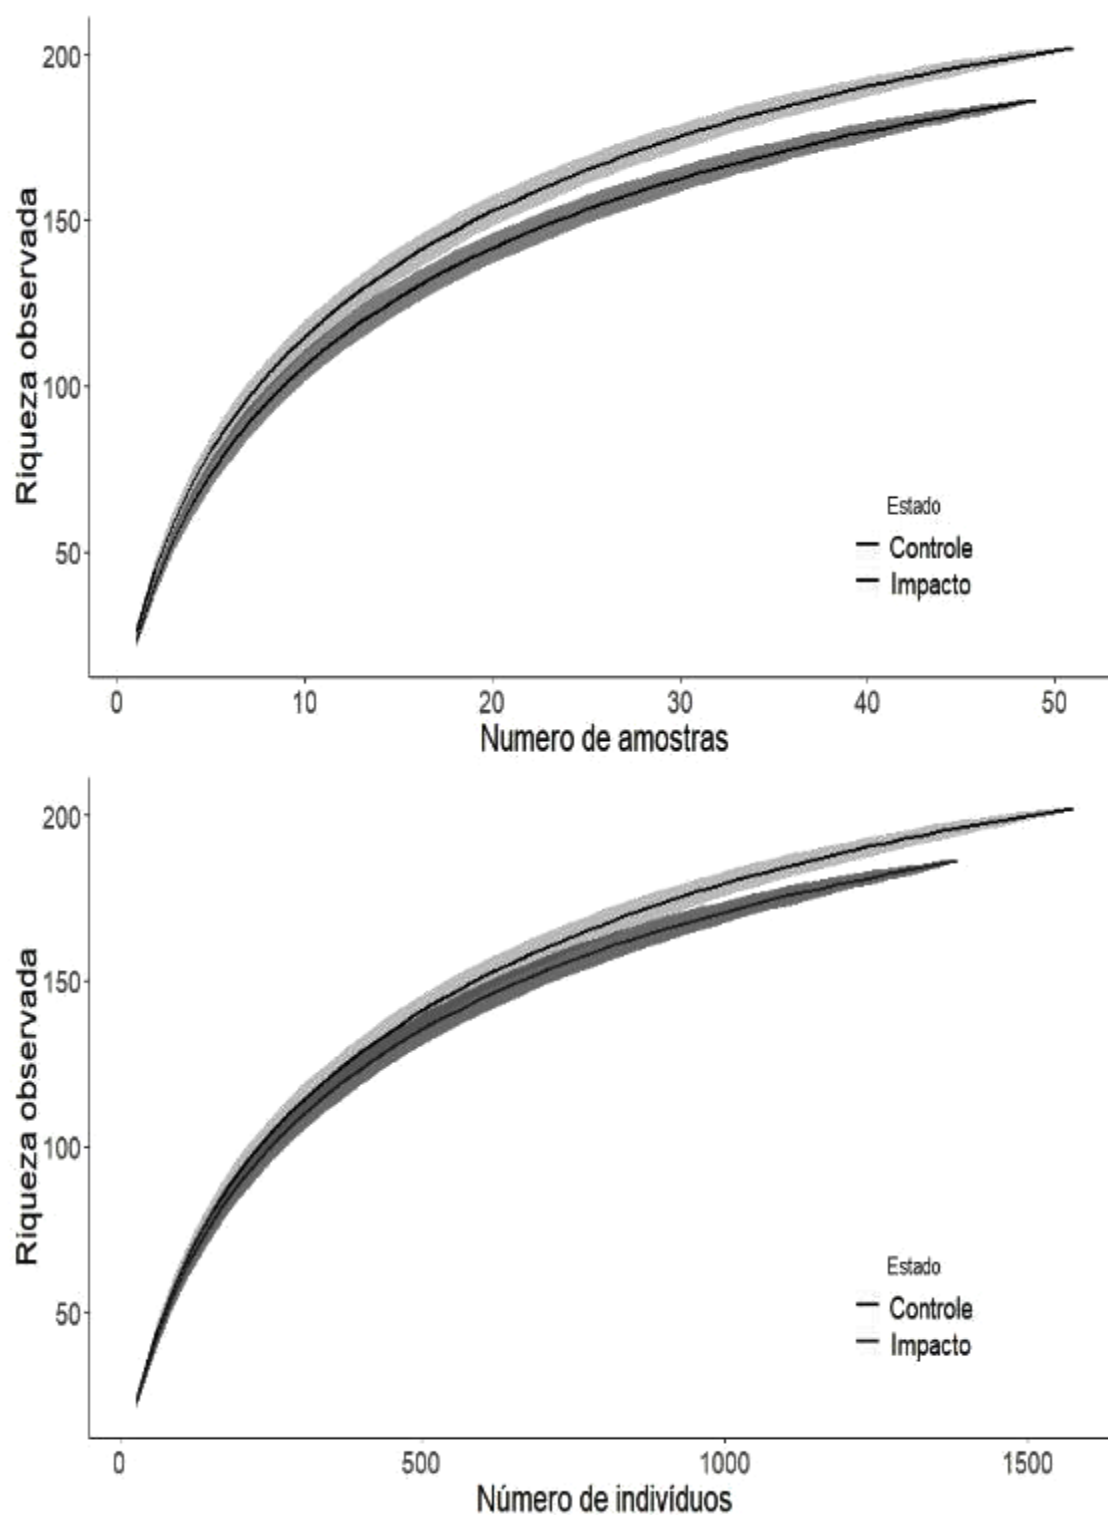 200
150
100
50
Riqueza observada
Estado
Controle
Impacto
0 10 20 30 40 50
Numero de amostras
200
150
100
50
Riqueza observada
Estado
Controle
Impacto
0 500 1000 1500
Número de indivíduos